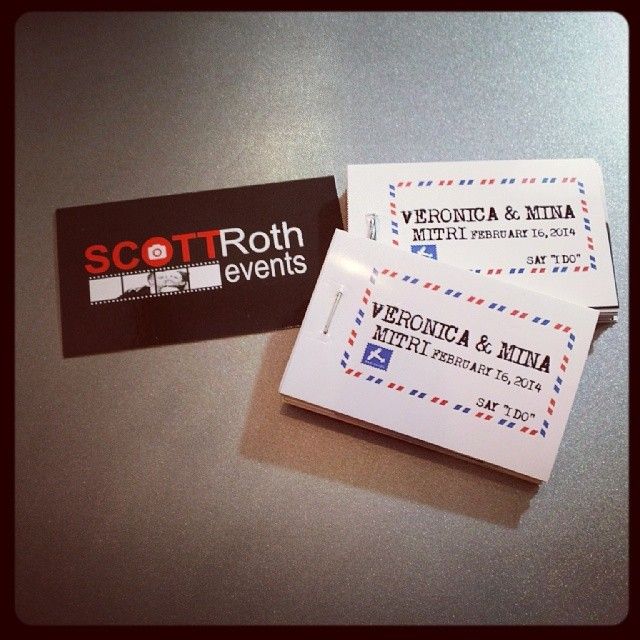 SCOTTRoth
events
VERONICA & MINA
MITRI FEBRUARY 16, 2014
SAY "I DO"
VERONICA & MINA
MITRI FEBRUARY 16, 2014
SAY "I DO"